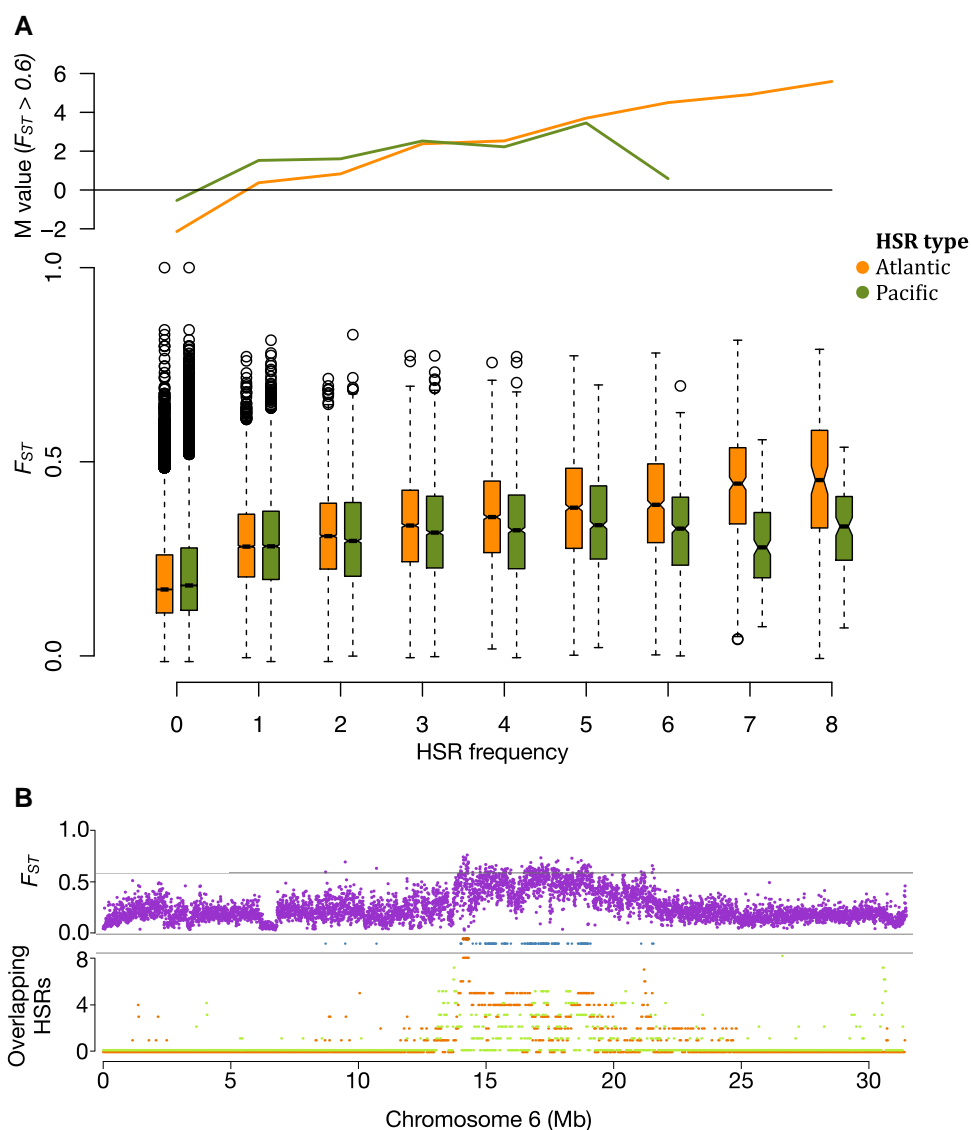 A
M value (FST > 0.6)
6
4
2
0
−2
HSR type
Atlantic
Pacific
FST
1.0
0.5
0.0
0 1 2 3 4 5 6 7 8
HSR frequency
B
FST
1.0
0.5
0.0
Overlapping
HSRs
8
4
0
0 5 10 15 20 25 30
Chromosome 6 (Mb)